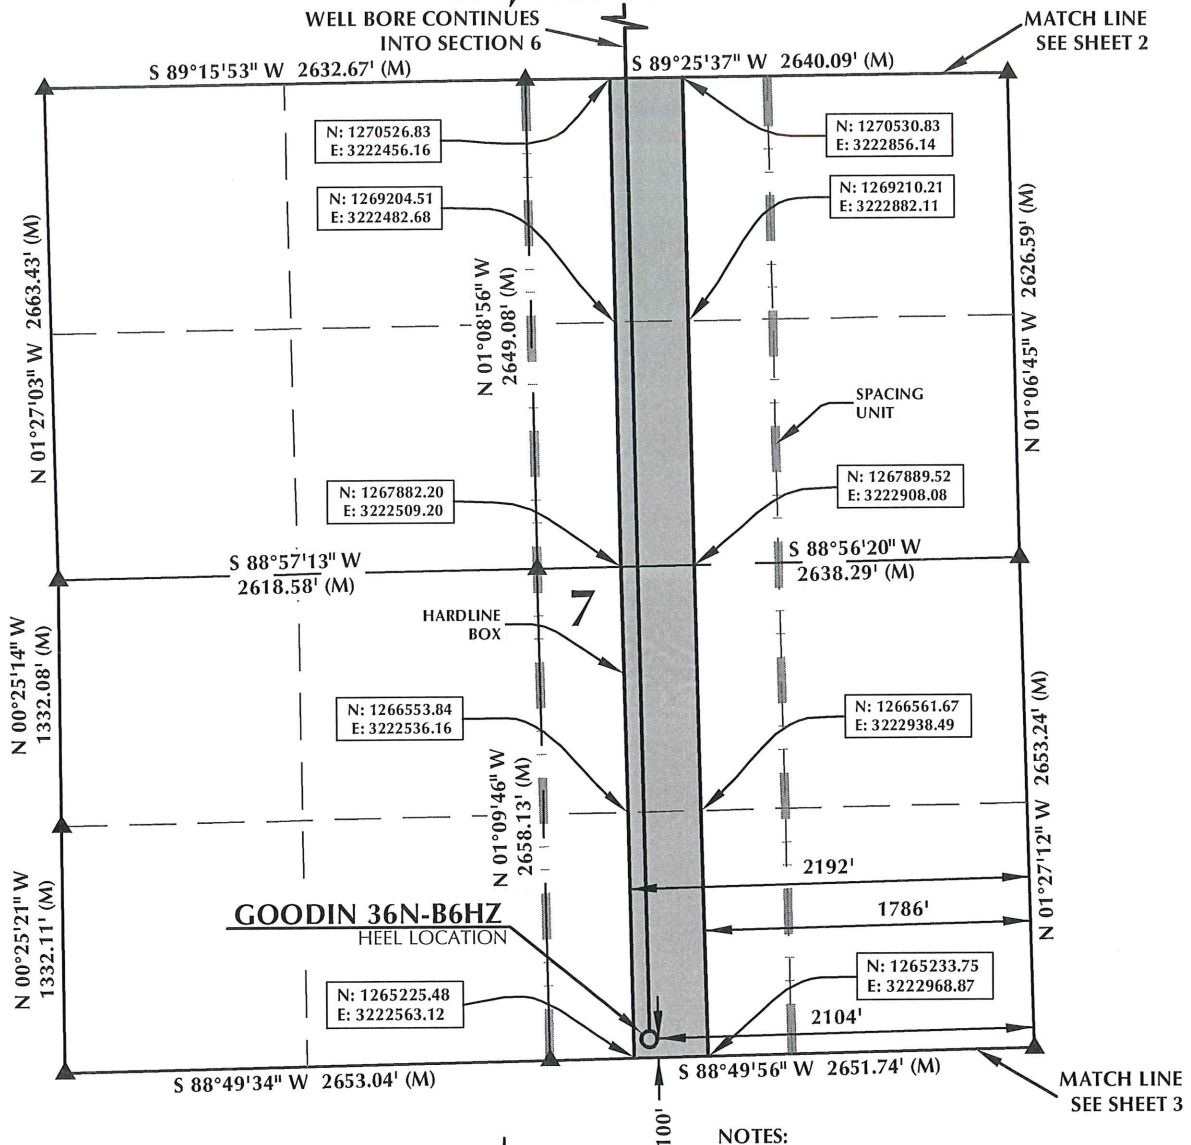 WELL BORE CONTINUES
INTO SECTION 6
MATCH LINE
SEE SHEET 2
S 89°15'53" W 2632.67' (M)
S 89°25'37" W 2640.09' (M)
N: 1270526.83
E: 3222456.16
N: 1270530.83
E: 3222856.14
N: 1269204.51
E: 3222482.68
N: 1269210.21
E: 3222882.11
N 01°27'03" W 2663.43' (M)
N 01°08'56" W
2649.08' (M)
N 01°06'45" W 2626.59' (M)
SPACING
UNIT
N: 1267882.20
E: 3222509.20
N: 1267889.52
E: 3222908.08
S 88°57'13" W
2618.58' (M)
S 88°56'20" W
2638.29' (M)
7
HARDLINE
BOX
N 00°25'14" W
1332.08' (M)
N: 1266553.84
E: 3222536.16
N: 1266561.67
E: 3222938.49
N 01°09'46" W
2658.13' (M)
N 01°27'12" W 2653.24' (M)
2192'
1786'
GOODIN 36N-B6HZ
HEEL LOCATION
N 00°25'21" W
1332.11' (M)
N: 1265225.48
E: 3222563.12
N: 1265233.75
E: 3222968.87
2104'
S 88°49'34" W 2653.04' (M)
S 88°49'56" W 2651.74' (M)
MATCH LINE
SEE SHEET 3
100'
NOTES: